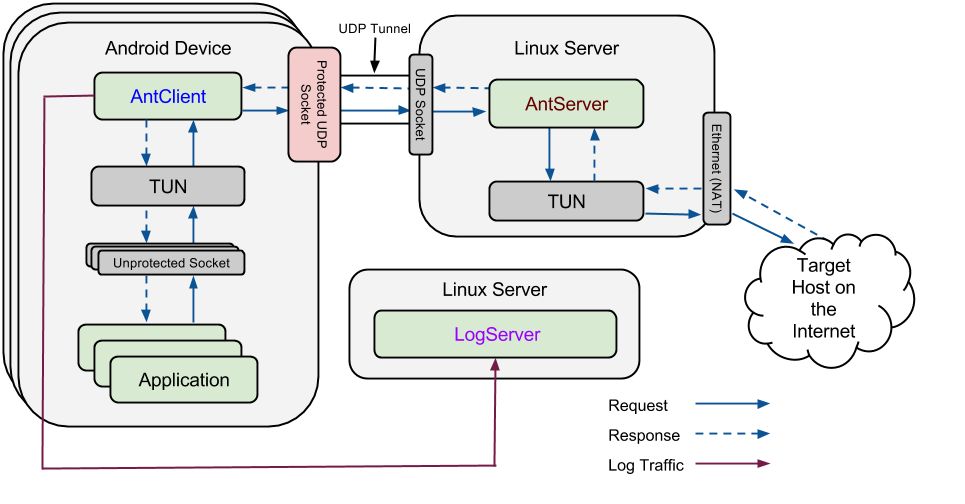 UDP Tunnel
Android Device
Linux Server
AntClient
Protected UDP
Socket
UDP Socket
AntServer
Ethernet (NAT)
TUN
TUN
Unprotected Socket
Target
Host on
the
Internet
Linux Server
LogServer
Application
Request
Response
Log Traffic